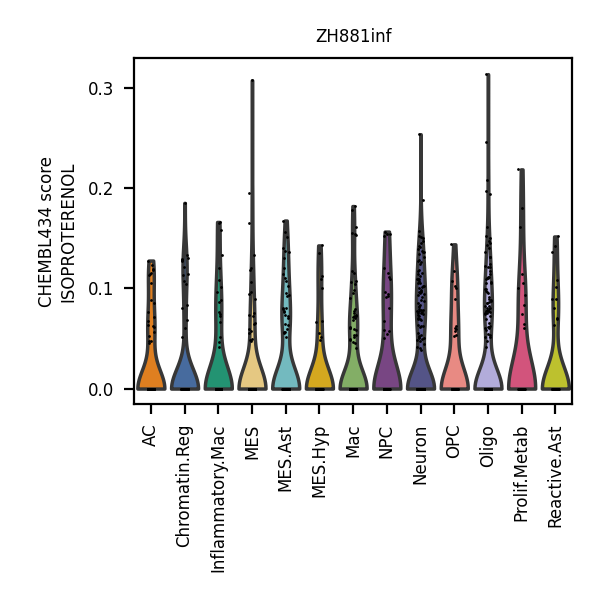 ZH881inf
CHEMBL434 score
ISOPROTERENOL
0.3
0.2
0.1
0.0
AC
Chromatin.Reg
Inflammatory.Mac
MES
MES.Ast
MES.Hyp
Mac
NPC
Neuron
OPC
Oligo
Prolif.Metab
Reactive.Ast